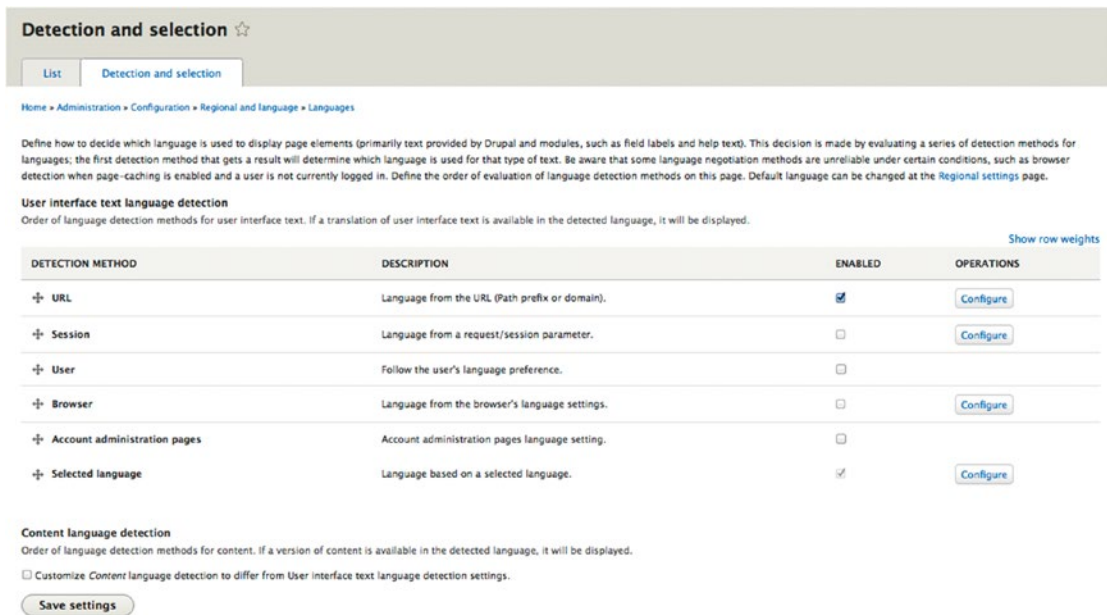 Detection and selection
List
Detection and selection
Home » Administration » Configuration » Regional and language » Languages
Define how to decide which language is used to display page elements (primarily text provided by Drupal and modules, such as field labels and help text). This decision is made by evaluating a series of detection methods for
languages; the first detection method that gets a result will determine which language is used for that type of text. Be aware that some language negotiation methods are unreliable under certain conditions, such as browser
detection when page-caching is enabled and a user is not currently logged in. Define the order of evaluation of language detection methods on this page. Default language can be changed at the Regional settings page.
User interface text language detection
Order of language detection methods for user interface text. If a translation of user interface text is available in the detected language, it will be displayed.
Show row weights
DETECTION METHOD DESCRIPTION ENABLED OPERATIONS
URL Language from the URL (Path prefix or domain). Configure
Session Language from a request/session parameter. Configure
User Follow the user's language preference.
Browser Language from the browser's language settings. Configure
Account administration pages Account administration pages language setting.
Selected language Language based on a selected language. Configure
Content language detection
Order of language detection methods for content. If a version of content is available in the detected language, it will be displayed.
Customize Content language detection to differ from User interface text language detection settings.
Save settings